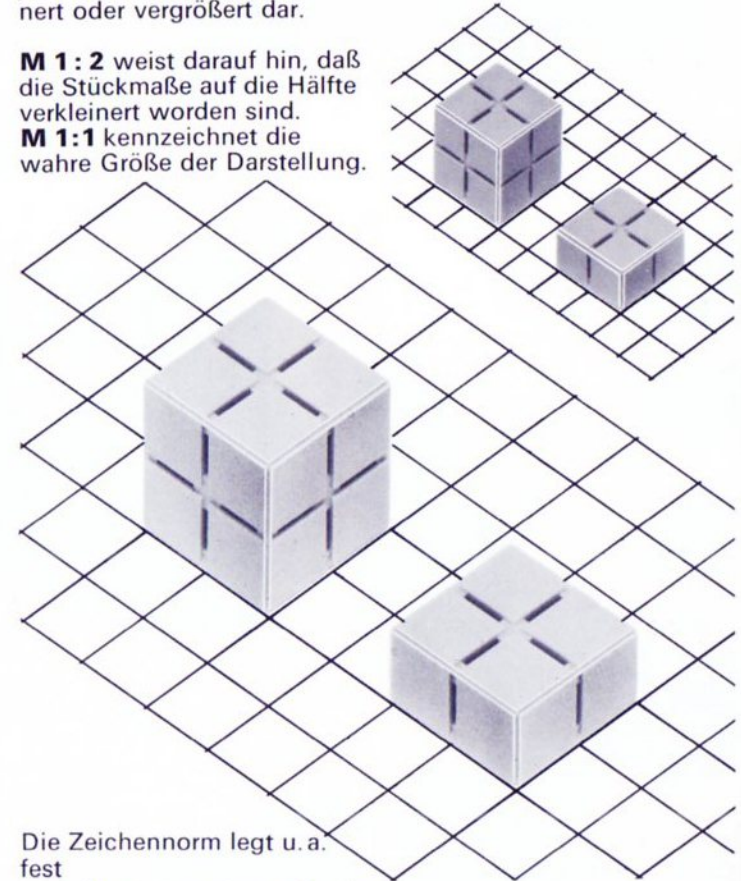 nert oder vergrößert dar.
M 1 : 2 weist darauf hin, daß
die Stückmaße auf die Hälfte
verkleinert worden sind.
M 1:1 kennzeichnet die
wahre Größe der Darstellung.
Die Zeichennorm legt u. a.
fest